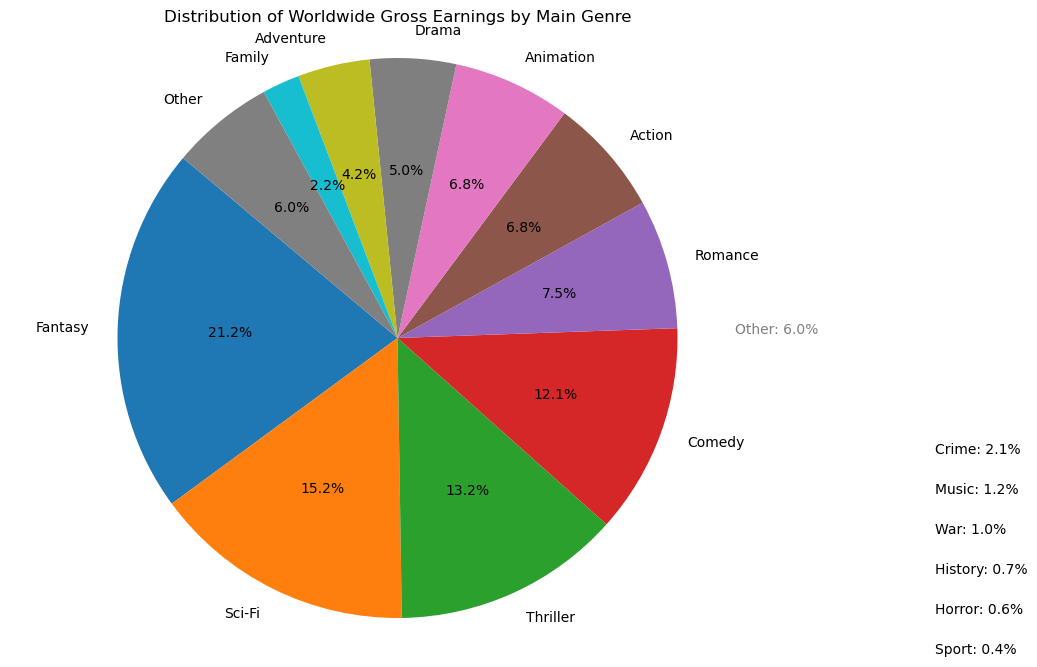 Distribution of Worldwide Gross Earnings by Main Genre
Drama
Adventure
Family
Animation
Other
Action
5.0%
4.2%
6.8%
2.2%
6.0%
6.8%
Romance
7.5%
Fantasy
21.2%
Other: 6.0%
12.1%
Comedy
Crime: 2.1%
15.2%
13.2%
Music: 1.2%
War: 1.0%
History: 0.7%
Sci-Fi
Thriller
Horror: 0.6%
Sport: 0.4%